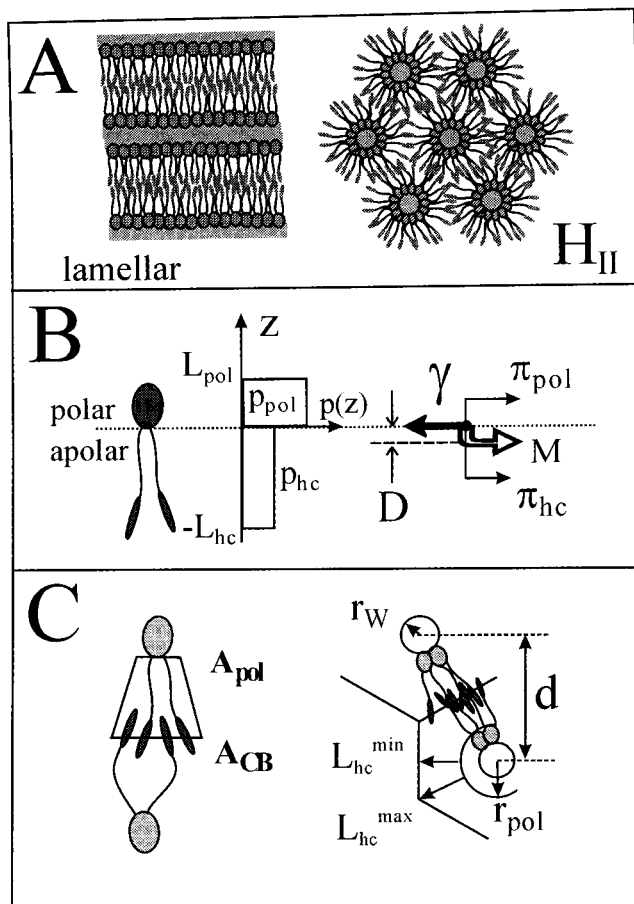 A
lamellar
H_II
B
z
L_pol
polar
p_pol
p(z)
γ
π_pol
apolar
p_hc
M
-L_hc
D
π_hc
C
r_W
A_pol
d
A_CB
L_hc^min
L_hc^max
r_pol